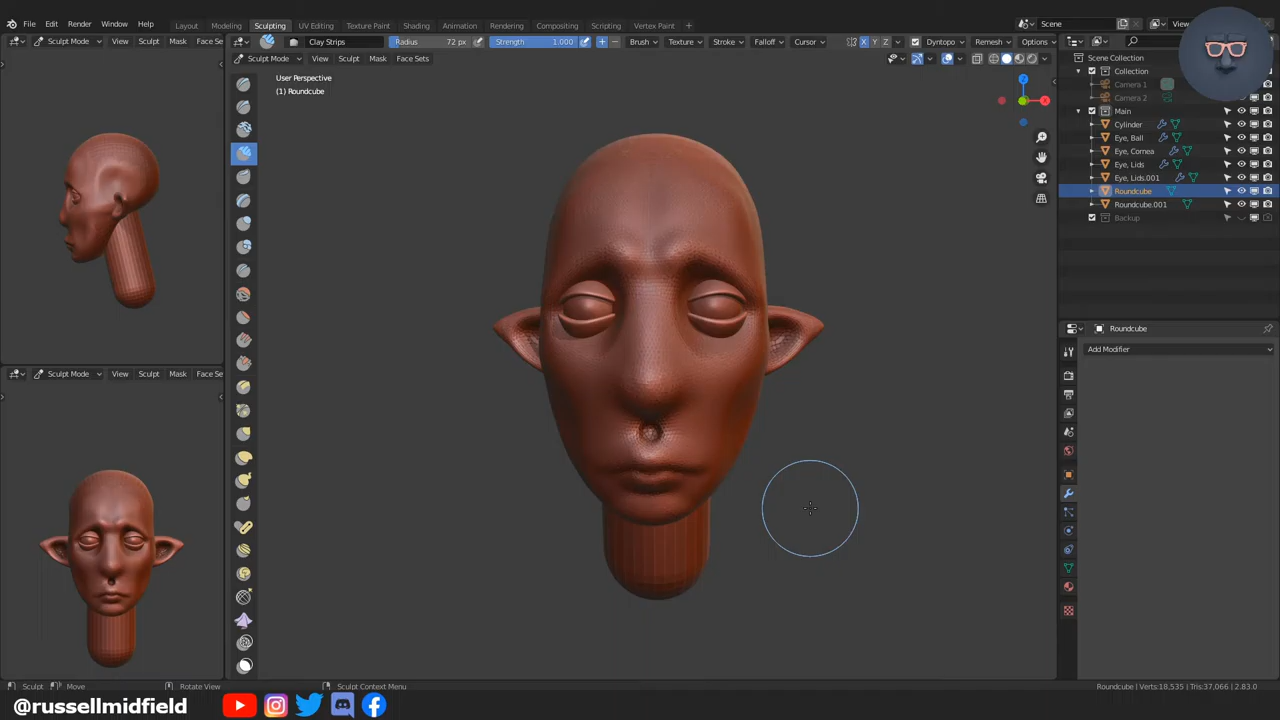 File Edit Render Window Help Layout Modeling Sculpting UV Editing Texture Paint Shading Animation Rendering Compositing Scripting Vertex Paint + Scene View
Sculpt Mode View Sculpt Mask Face Se Clay Strips Radius 72 px Strength 1.000 Brush Texture Stroke Falloff Cursor X Y Z Dyntopo Remesh Options
Sculpt Mode View Sculpt Mask Face Sets
User Perspective
(1) Roundcube
Z
X
Scene Collection
Collection
Camera 1
Camera 2
Main
Cylinder
Eye, Ball
Eye, Cornea
Eye, Lids
Eye, Lids.001
Roundcube
Roundcube.001
Backup
Roundcube
Add Modifier
Sculpt Mode View Sculpt Mask Face Se
Sculpt Move Rotate View Sculpt Context Menu Roundcube | Verts:18,535 | Tris:37,066 | 2.83.0
@russellmidfield